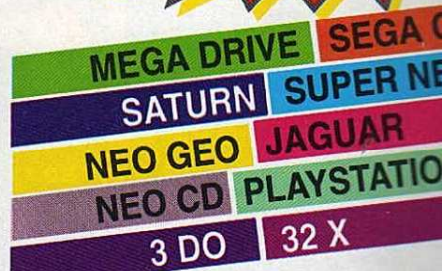 MEGA DRIVE SEGA C
SATURN SUPER NE
NEO GEO JAGUAR
NEO CD PLAYSTATIO
3 DO 32 X